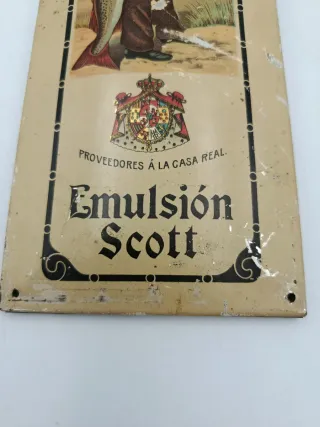 PROVEEDORES Á LA CASA REAL.
Emulsión
Scott